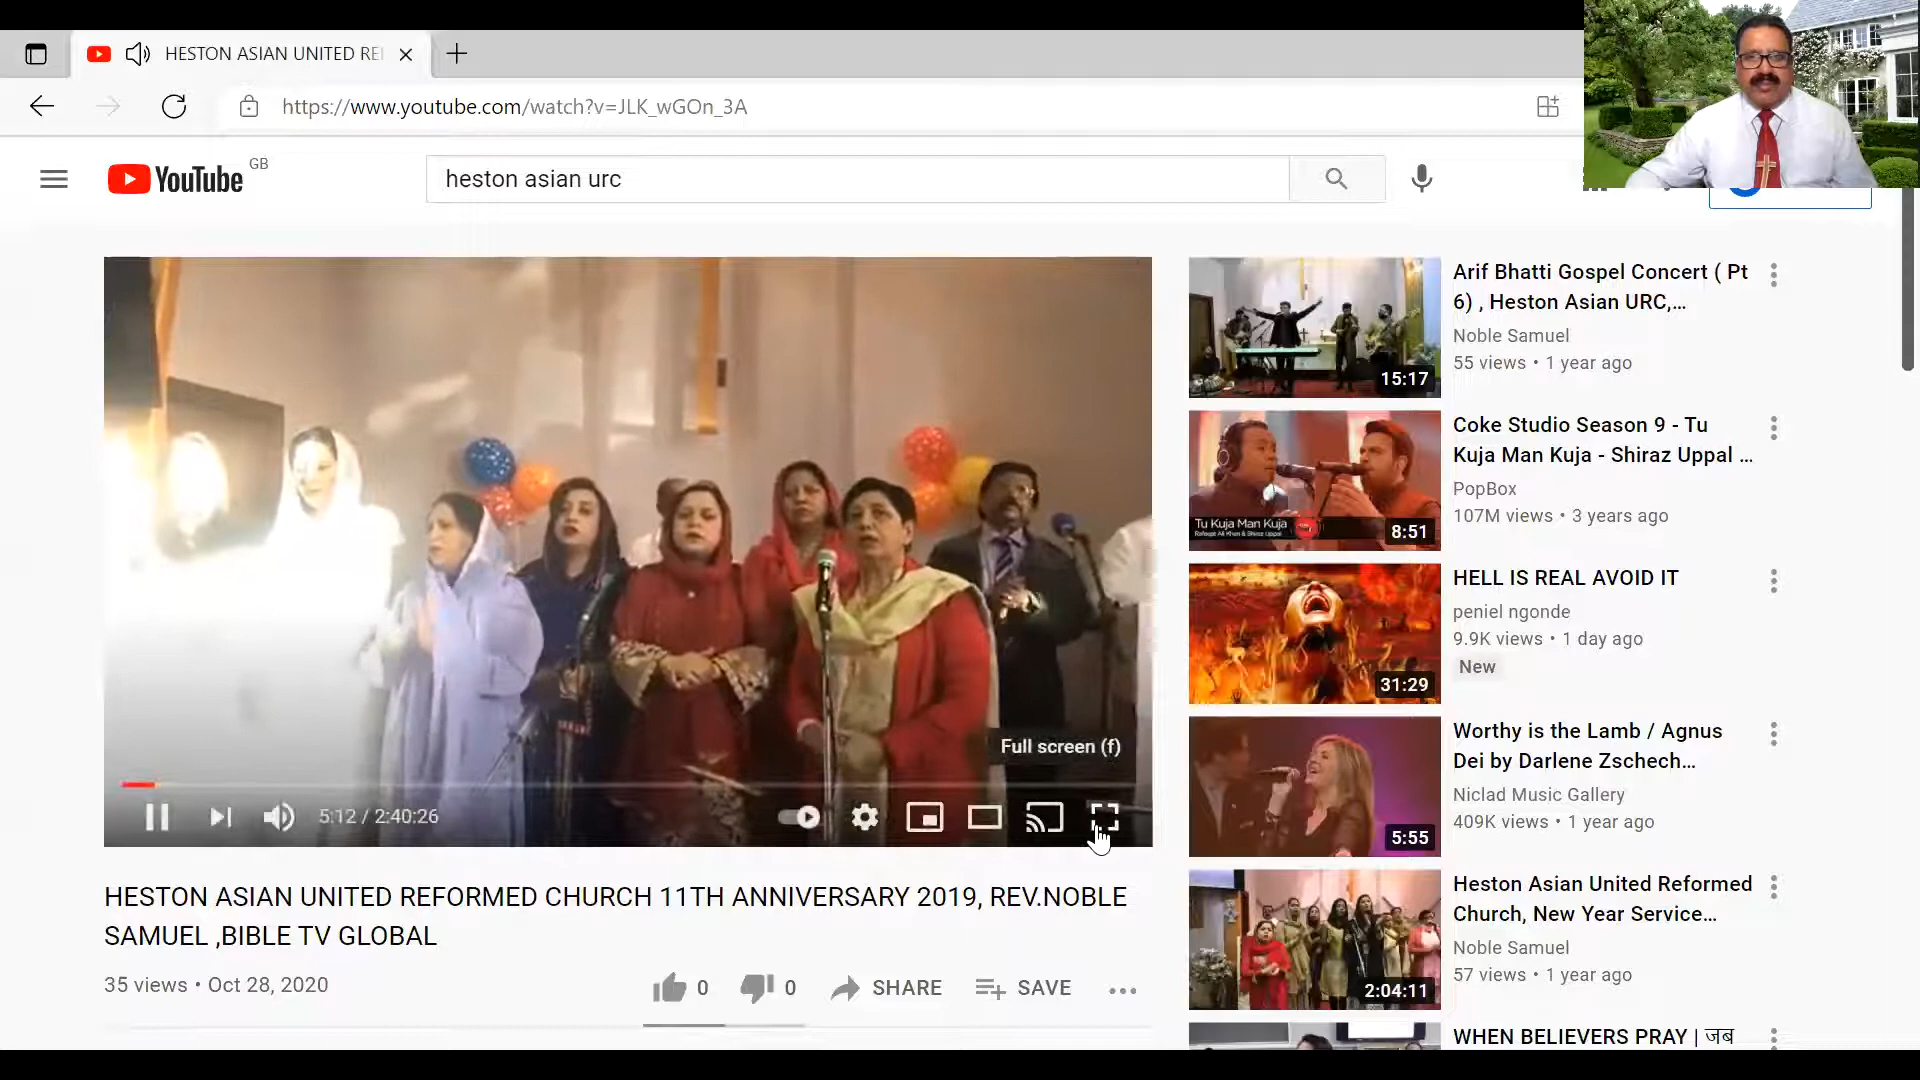 HESTON ASIAN UNITED REI
https://www.youtube.com/watch?v=JLK_wGOn_3A
YouTube GB
heston asian urc
Full screen (f)
5:12 / 2:40:26
HESTON ASIAN UNITED REFORMED CHURCH 11TH ANNIVERSARY 2019, REV.NOBLE
SAMUEL ,BIBLE TV GLOBAL
35 views • Oct 28, 2020
0
0
SHARE
SAVE
15:17
Arif Bhatti Gospel Concert ( Pt
6) , Heston Asian URC,...
Noble Samuel
55 views • 1 year ago
Tu Kuja Man Kuja
8:51
Coke Studio Season 9 - Tu
Kuja Man Kuja - Shiraz Uppal ...
PopBox
107M views • 3 years ago
31:29
HELL IS REAL AVOID IT
peniel ngonde
9.9K views • 1 day ago
New
5:55
Worthy is the Lamb / Agnus
Dei by Darlene Zschech...
Niclad Music Gallery
409K views • 1 year ago
2:04:11
Heston Asian United Reformed
Church, New Year Service...
Noble Samuel
57 views • 1 year ago
WHEN BELIEVERS PRAY | जब